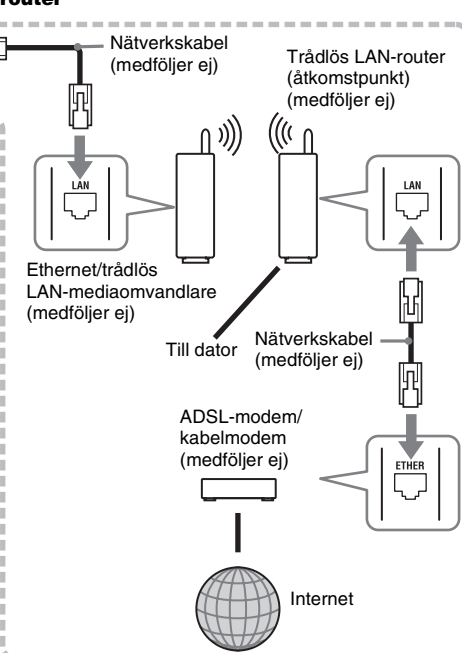 router
Nätverkskabel
(medföljer ej)
Trådlös LAN-router
(åtkomstpunkt)
(medföljer ej)
LAN
LAN
Ethernet/trådlös
LAN-mediaomvandlare
(medföljer ej)
Till dator
Nätverkskabel
(medföljer ej)
ADSL-modem/
kabelmodem
(medföljer ej)
ETHER
Internet